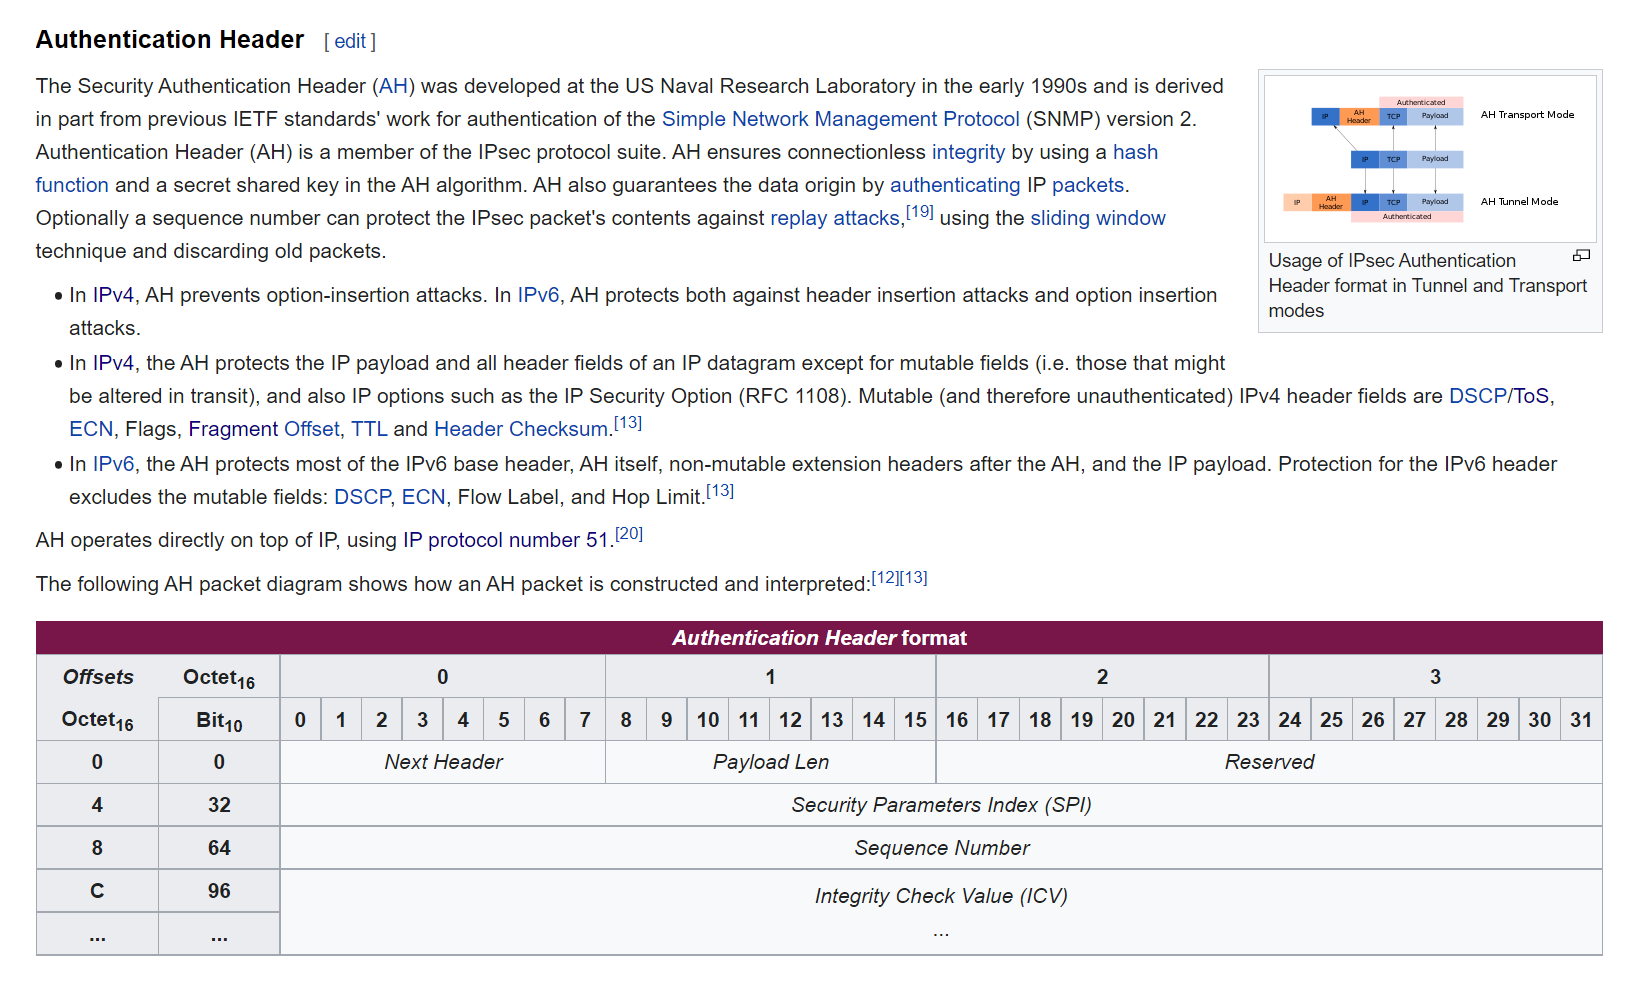 Authentication Header [ edit ]
The Security Authentication Header (AH) was developed at the US Naval Research Laboratory in the early 1990s and is derived
in part from previous IETF standards' work for authentication of the Simple Network Management Protocol (SNMP) version 2.
Authentication Header (AH) is a member of the IPsec protocol suite. AH ensures connectionless integrity by using a hash
function and a secret shared key in the AH algorithm. AH also guarantees the data origin by authenticating IP packets.
Optionally a sequence number can protect the IPsec packet's contents against replay attacks,[19] using the sliding window
technique and discarding old packets.
• In IPv4, AH prevents option-insertion attacks. In IPv6, AH protects both against header insertion attacks and option insertion
attacks.
• In IPv4, the AH protects the IP payload and all header fields of an IP datagram except for mutable fields (i.e. those that might
be altered in transit), and also IP options such as the IP Security Option (RFC 1108). Mutable (and therefore unauthenticated) IPv4 header fields are DSCP/ToS,
ECN, Flags, Fragment Offset, TTL and Header Checksum.[13]
• In IPv6, the AH protects most of the IPv6 base header, AH itself, non-mutable extension headers after the AH, and the IP payload. Protection for the IPv6 header
excludes the mutable fields: DSCP, ECN, Flow Label, and Hop Limit.[13]
AH operates directly on top of IP, using IP protocol number 51.[20]
The following AH packet diagram shows how an AH packet is constructed and interpreted:[12][13]
Authenticated
IP AH Header TCP Payload AH Transport Mode
IP TCP Payload
IP AH Header IP TCP Payload AH Tunnel Mode
Authenticated
Usage of IPsec Authentication
Header format in Tunnel and Transport
modes
Authentication Header format
Offsets Octet16 0 1 2 3
Octet16 Bit10 0 1 2 3 4 5 6 7 8 9 10 11 12 13 14 15 16 17 18 19 20 21 22 23 24 25 26 27 28 29 30 31
0 0 Next Header Payload Len Reserved
4 32 Security Parameters Index (SPI)
8 64 Sequence Number
C 96 Integrity Check Value (ICV)
... ... ...